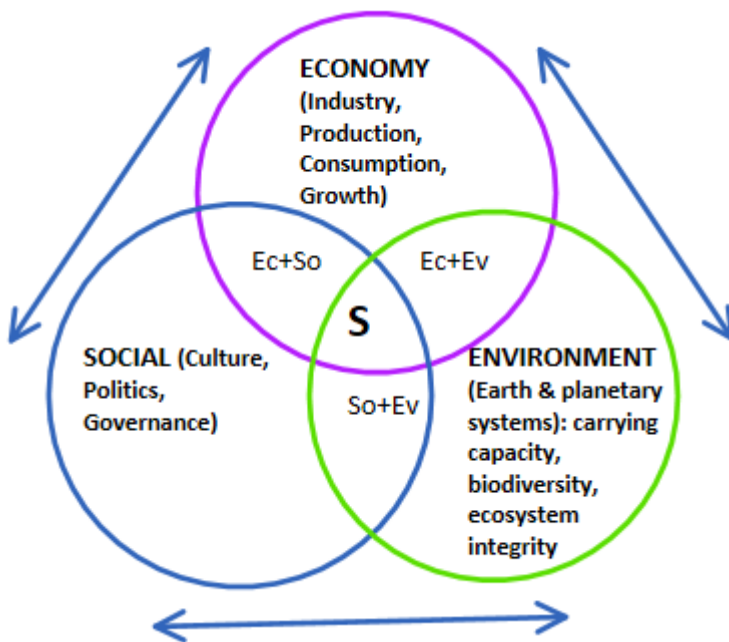 ECONOMY
(Industry,
Production,
Consumption,
Growth)
Ec+So
Ec+Ev
S
SOCIAL (Culture,
Politics,
Governance)
So+Ev
ENVIRONMENT
(Earth & planetary
systems): carrying
capacity,
biodiversity,
ecosystem
integrity